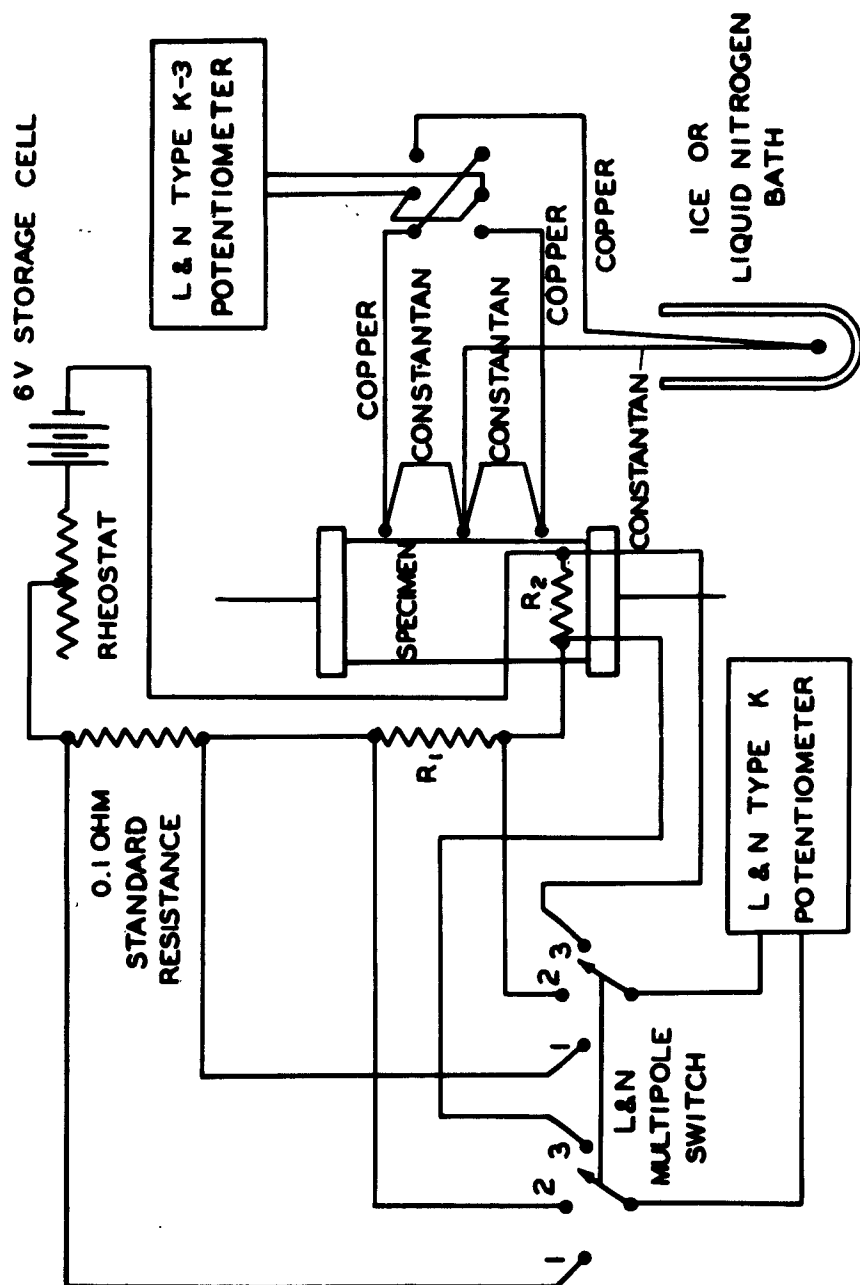 6V STORAGE CELL
L & N TYPE K-3
POTENTIOMETER
RHEOSTAT
0.1 OHM
STANDARD
RESISTANCE
COPPER
CONSTANTAN
CONSTANTAN
COPPER
COPPER
SPECIMEN
R1
R2
CONSTANTAN
ICE OR
LIQUID NITROGEN
BATH
1
2
3
1
2
3
L&N
MULTIPOLE
SWITCH
L & N TYPE K
POTENTIOMETER